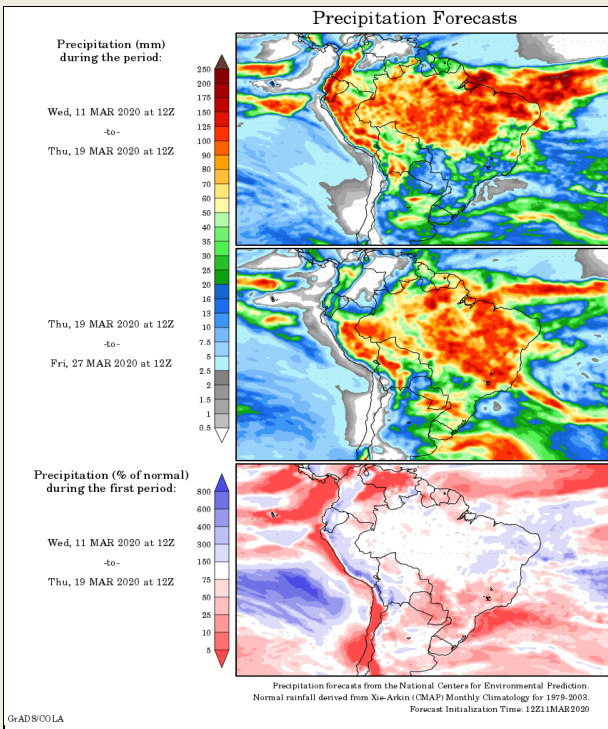 Precipitation Forecasts
Precipitation (mm)
during the period:
Wed, 11 MAR 2020 at 12Z
-to-
Thu, 19 MAR 2020 at 12Z
250
200
175
150
125
100
90
80
70
60
50
40
35
30
25
20
16
13
10
7.5
5
2.5
2
1.5
1
0.5
Thu, 19 MAR 2020 at 12Z
-to-
Fri, 27 MAR 2020 at 12Z
Precipitation (% of normal)
during the first period:
Wed, 11 MAR 2020 at 12Z
-to-
Thu, 19 MAR 2020 at 12Z
800
600
400
300
150
75
50
25
10
5
Precipitation forecasts from the National Centers for Environmental Prediction.
Normal rainfall derived from Xie-Arkin (CMAP) Monthly Climatology for 1979-2003.
Forecast Initialization Time: 12Z11MAR2020
GrADS/COLA